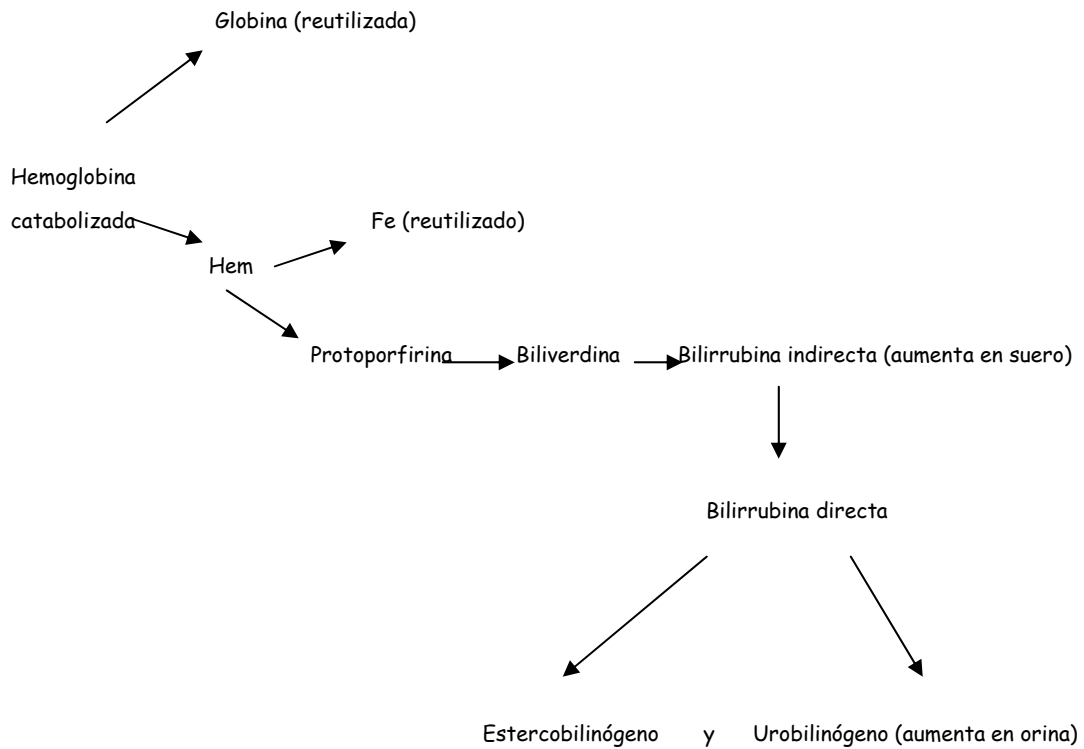 Globina (reutilizada)
Hemoglobina
catabolizada
Fe (reutilizado)
Hem
Protoporfirina
Biliverdina
Bilirrubina indirecta (aumenta en suero)
Bilirrubina directa
Estercobilinógeno y Urobilinógeno (aumenta en orina)